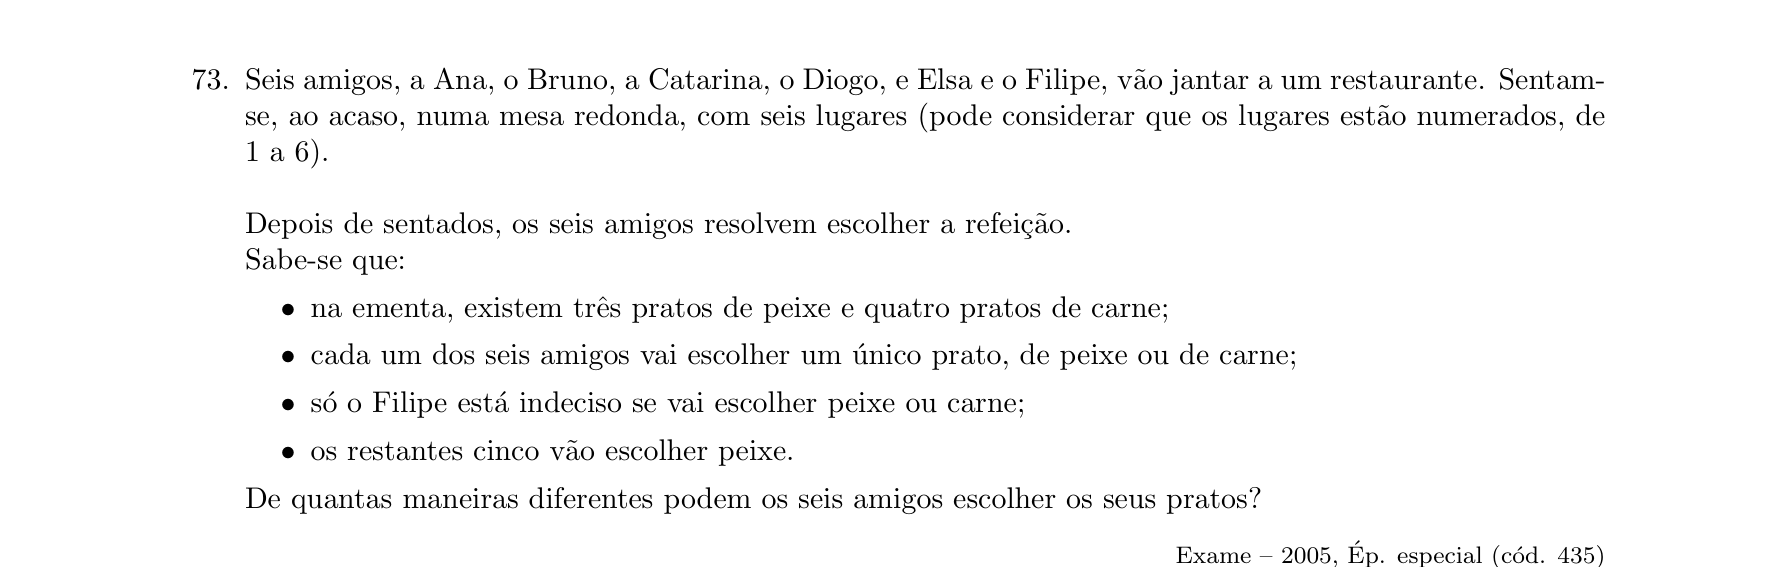 73. Seis amigos, a Ana, o Bruno, a Catarina, o Diogo, e Elsa e o Filipe, vão jantar a um restaurante. Sentam-
se, ao acaso, numa mesa redonda, com seis lugares (pode considerar que os lugares estão numerados, de
1 a 6).
Depois de sentados, os seis amigos resolvem escolher a refeição.
Sabe-se que:
• na ementa, existem três pratos de peixe e quatro pratos de carne;
• cada um dos seis amigos vai escolher um único prato, de peixe ou de carne;
• só o Filipe está indeciso se vai escolher peixe ou carne;
• os restantes cinco vão escolher peixe.
De quantas maneiras diferentes podem os seis amigos escolher os seus pratos?
Exame – 2005, Ép. especial (cód. 435)